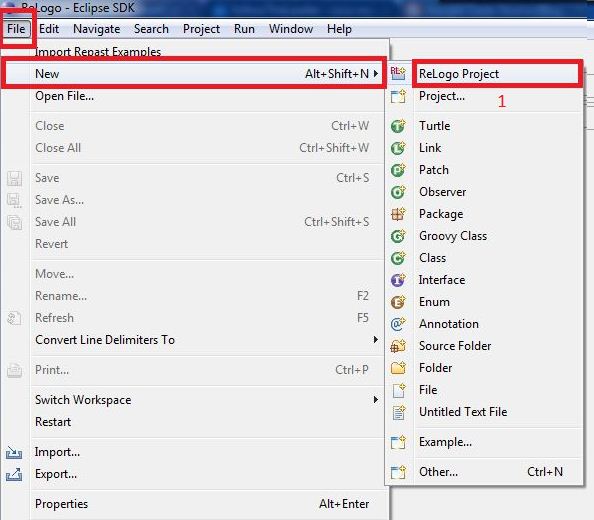 ReLogo - Eclipse SDK
File Edit Navigate Search Project Run Window Help
Import Repast Examples
New Alt+Shift+N
Open File...
Close Ctrl+W
Close All Ctrl+Shift+W
Save Ctrl+S
Save As...
Save All Ctrl+Shift+S
Revert
Move...
Rename... F2
Refresh F5
Convert Line Delimiters To
Print... Ctrl+P
Switch Workspace
Restart
Import...
Export...
Properties Alt+Enter
ReLogo Project
Project...
1
Turtle
Link
Patch
Observer
Package
Groovy Class
Class
Interface
Enum
Annotation
Source Folder
Folder
File
Untitled Text File
Example...
Other... Ctrl+N